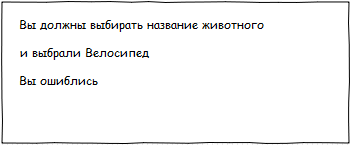 Вы должны выбирать название животного
и выбрали Велосипед
Вы ошиблись